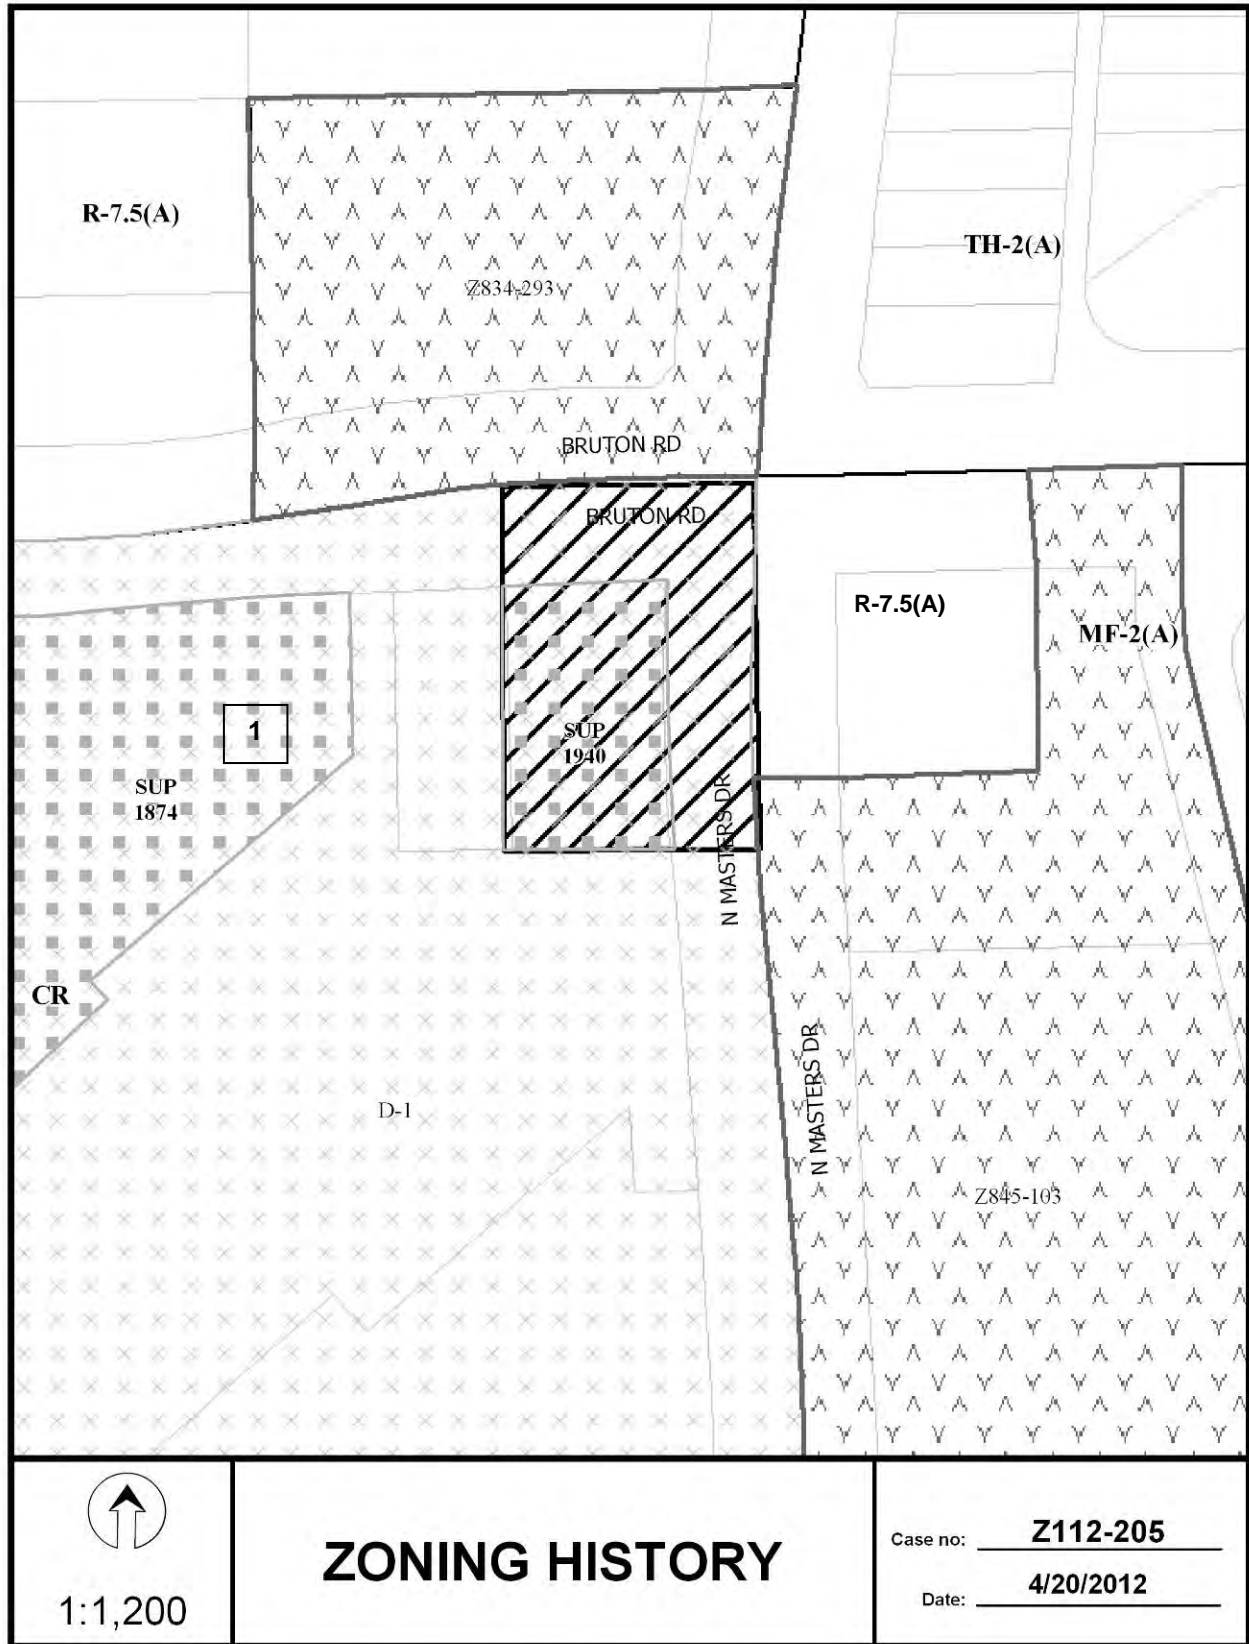 R-7.5(A)
TH-2(A)
Z834-293
BRUTON RD
BRUTON RD
R-7.5(A)
MF-2(A)
1
SUP
1940
SUP
1874
N MASTERS DR
CR
N MASTERS DR
D-1
Z845-103
1:1,200
ZONING HISTORY
Case no: Z112-205
Date: 4/20/2012